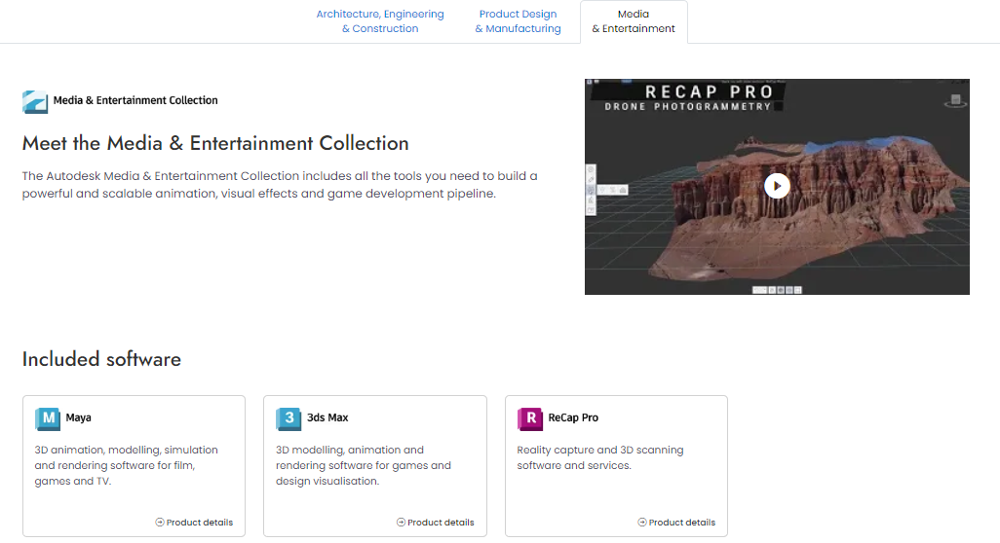 Architecture, Engineering
& Construction
Product Design
& Manufacturing
Media
& Entertainment
Media & Entertainment Collection
Meet the Media & Entertainment Collection
The Autodesk Media & Entertainment Collection includes all the tools you need to build a
powerful and scalable animation, visual effects and game development pipeline.
RECAP PRO
DRONE PHOTOGRAMMETRY
Included software
M Maya
3D animation, modelling, simulation
and rendering software for film,
games and TV.
Product details
3 3ds Max
3D modelling, animation and
rendering software for games and
design visualisation.
Product details
R ReCap Pro
Reality capture and 3D scanning
software and services.
Product details